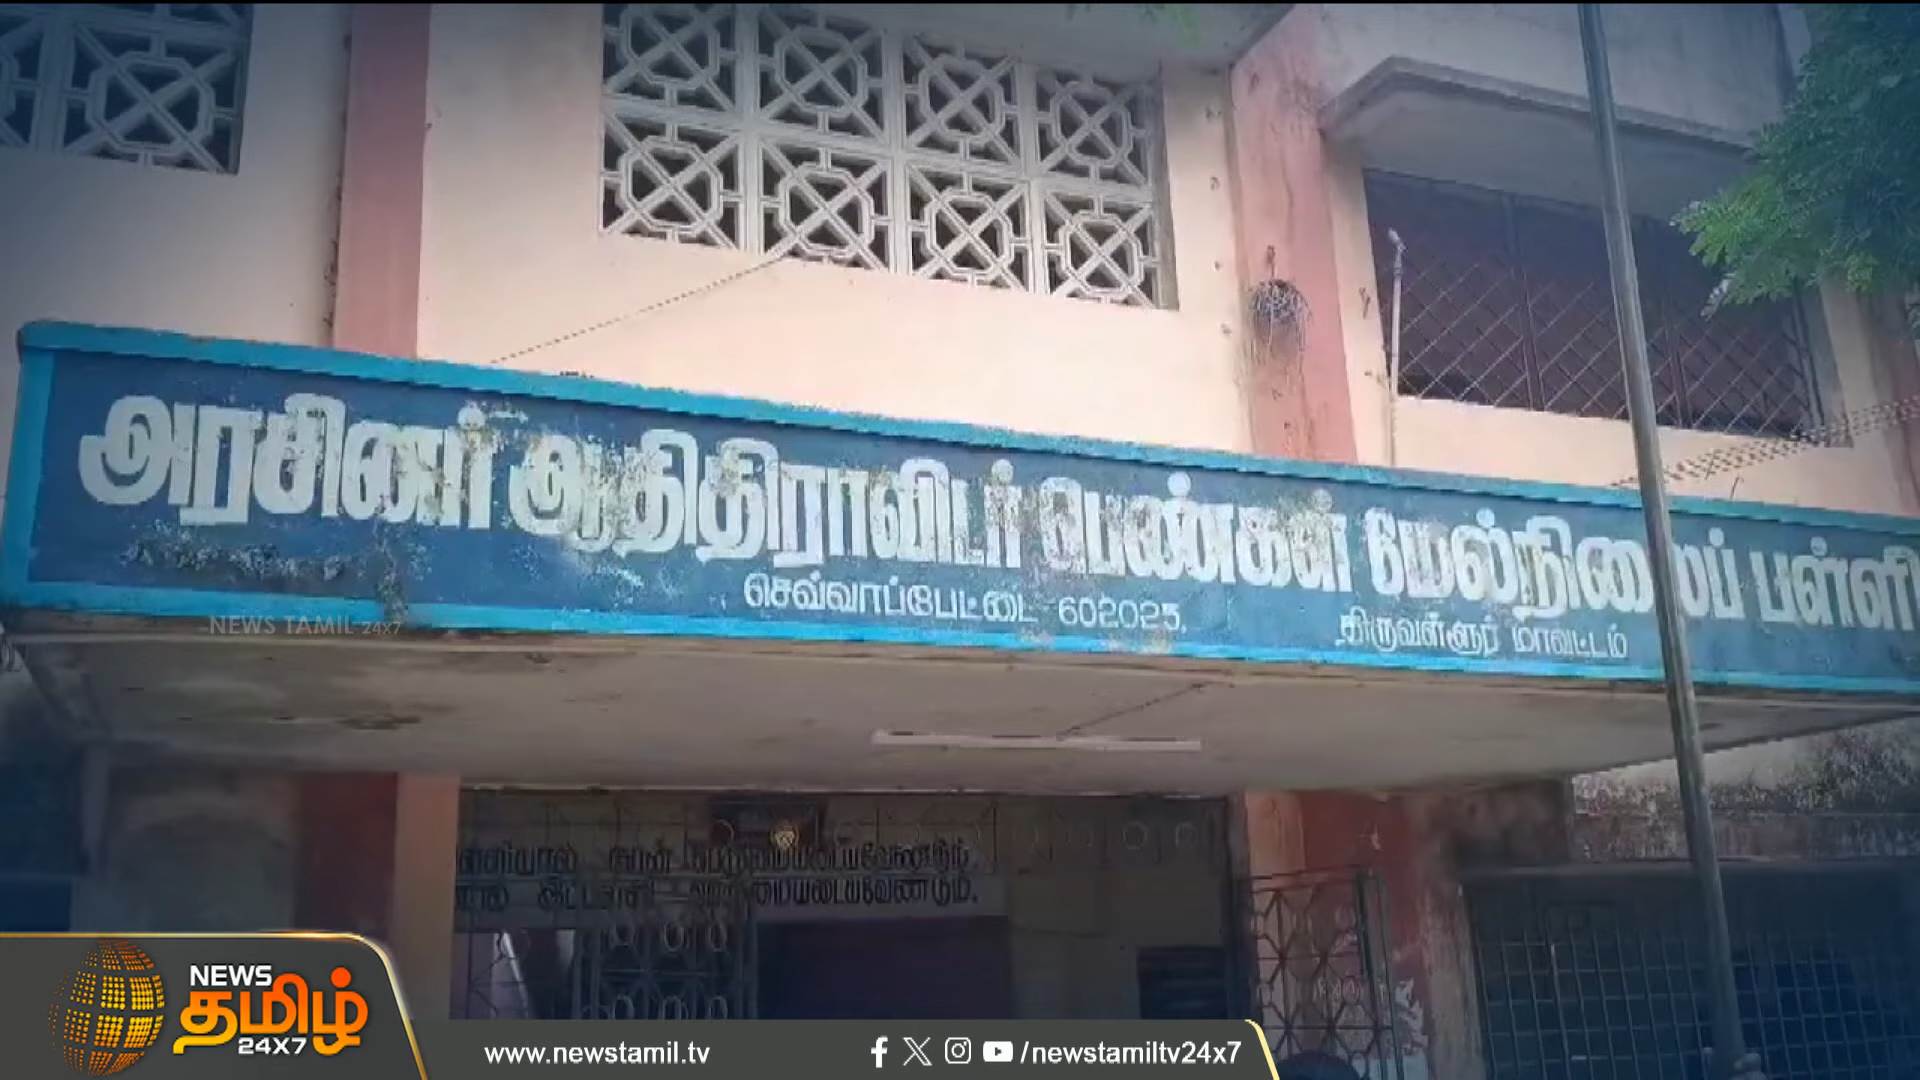 அரசினர் ஆதிதிராவிடர் பெண்கள் மேல்நிலைப் பள்ளி
செவ்வாப்பேட்டை 602025.
திருவள்ளூர் மாவட்டம்
NEWS TAMIL 24x7
நான்
NEWS
தமிழ்
24X7
www.newstamil.tv
/newstamiltv24x7